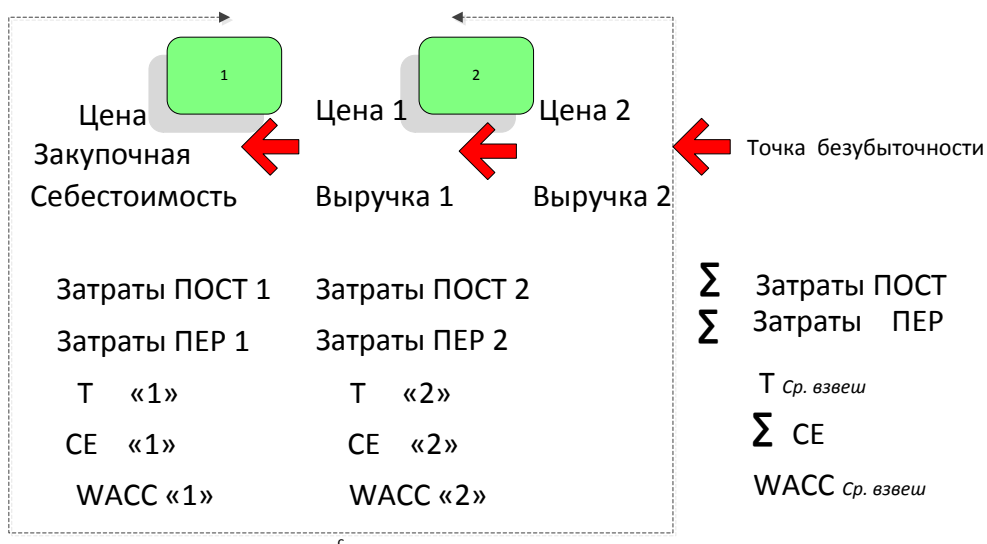 1
2
Цена
Закупочная
Себестоимость
Цена 1
Цена 2
Точка безубыточности
Выручка 1
Выручка 2
Затраты ПОСТ 1
Затраты ПОСТ 2
Σ Затраты ПОСТ
Затраты ПЕР 1
Затраты ПЕР 2
Σ Затраты ПЕР
Т «1»
Т «2»
Т Ср. взвеш
СЕ «1»
СЕ «2»
Σ СЕ
WACC «1»
WACC «2»
WACC Ср. взвеш